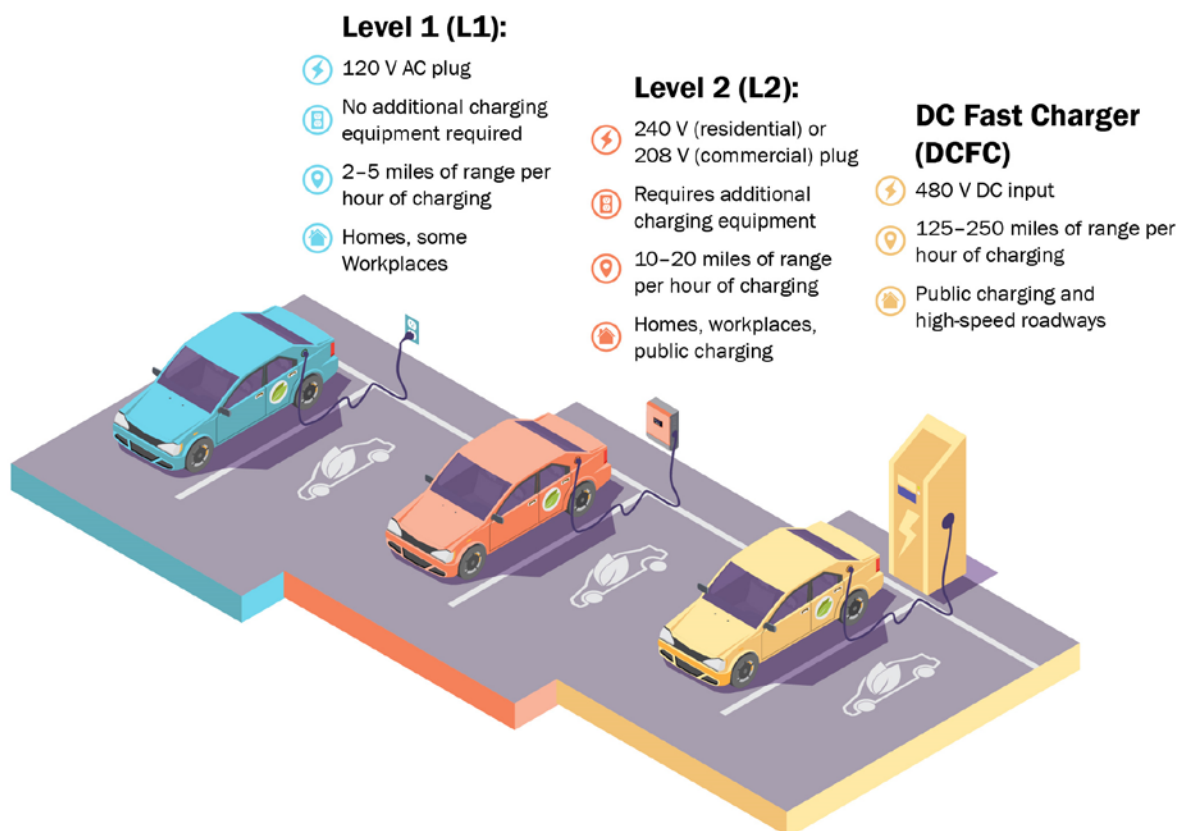 Level 1 (L1):
120 V AC plug
No additional charging
equipment required
2–5 miles of range per
hour of charging
Homes, some
Workplaces
Level 2 (L2):
240 V (residential) or
208 V (commercial) plug
Requires additional
charging equipment
10–20 miles of range
per hour of charging
Homes, workplaces,
public charging
DC Fast Charger
(DCFC)
480 V DC input
125–250 miles of range per
hour of charging
Public charging and
high-speed roadways